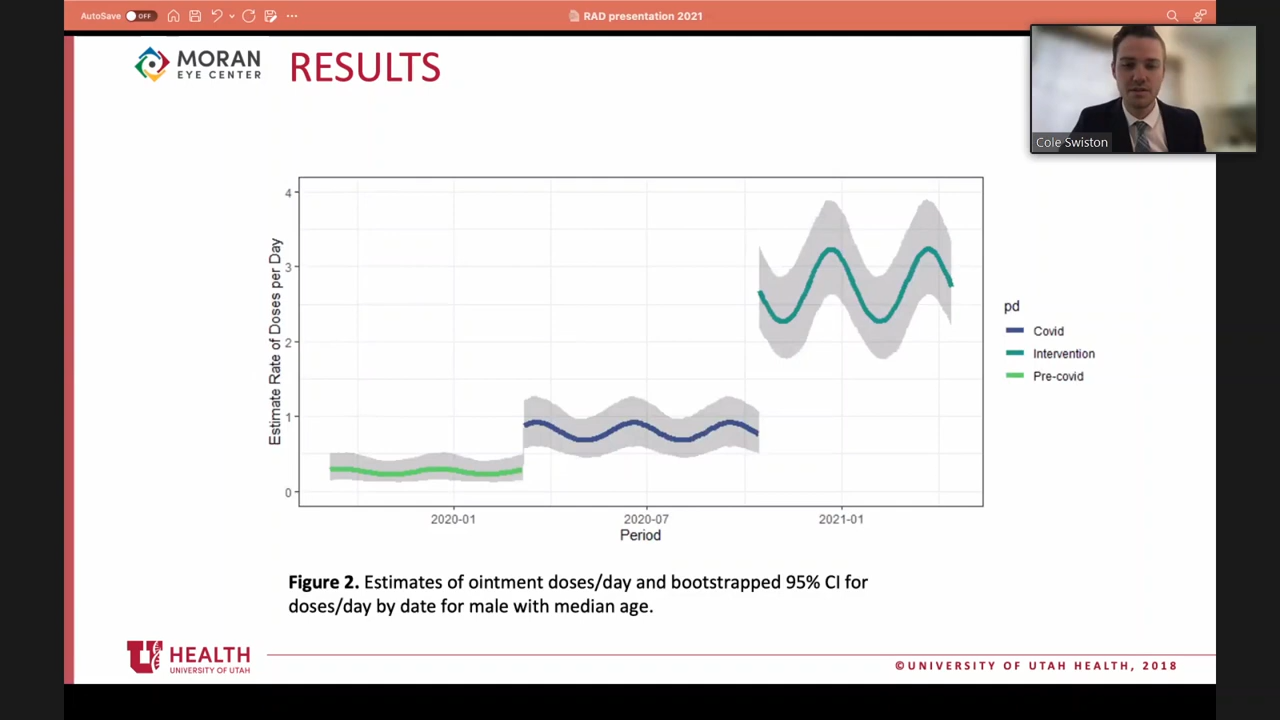 AutoSave OFF
RAD presentation 2021
MORAN
EYE CENTER
RESULTS
Cole Swiston
Estimate Rate of Doses per Day
4
3
2
1
0
2020-01 2020-07 2021-01
Period
pd
Covid
Intervention
Pre-covid
Figure 2. Estimates of ointment doses/day and bootstrapped 95% CI for
doses/day by date for male with median age.
U HEALTH
UNIVERSITY OF UTAH
©UNIVERSITY OF UTAH HEALTH, 2018